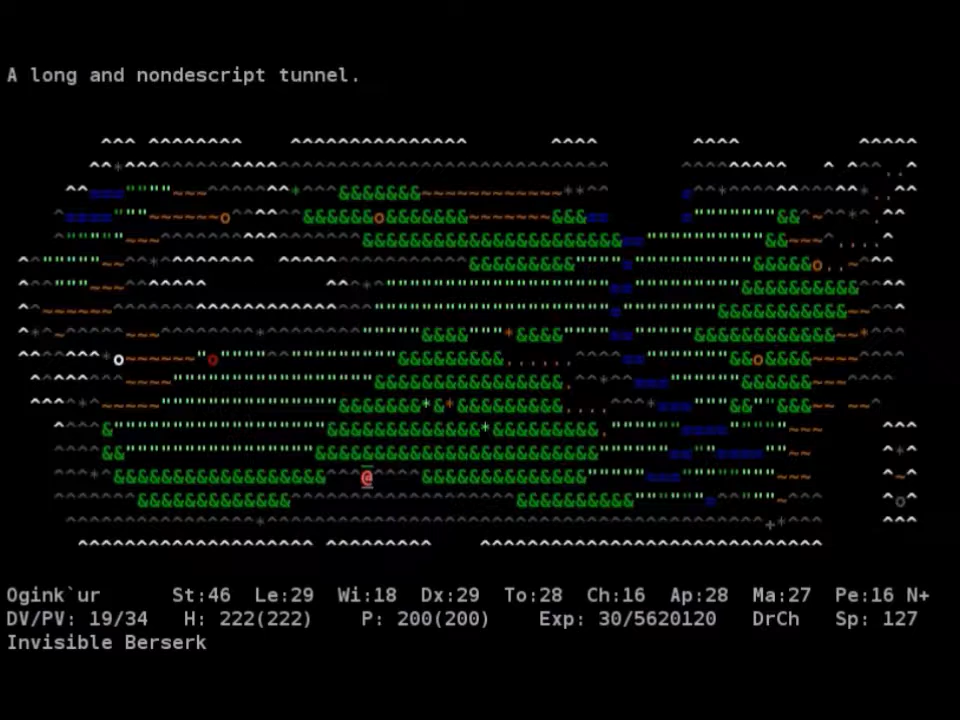 A long and nondescript tunnel.
Ogink`ur St:46 Le:29 Wi:18 Dx:29 To:28 Ch:16 Ap:28 Ma:27 Pe:16 N+
DV/PV: 19/34 H: 222(222) P: 200(200) Exp: 30/5620120 DrCh Sp: 127
Invisible Berserk